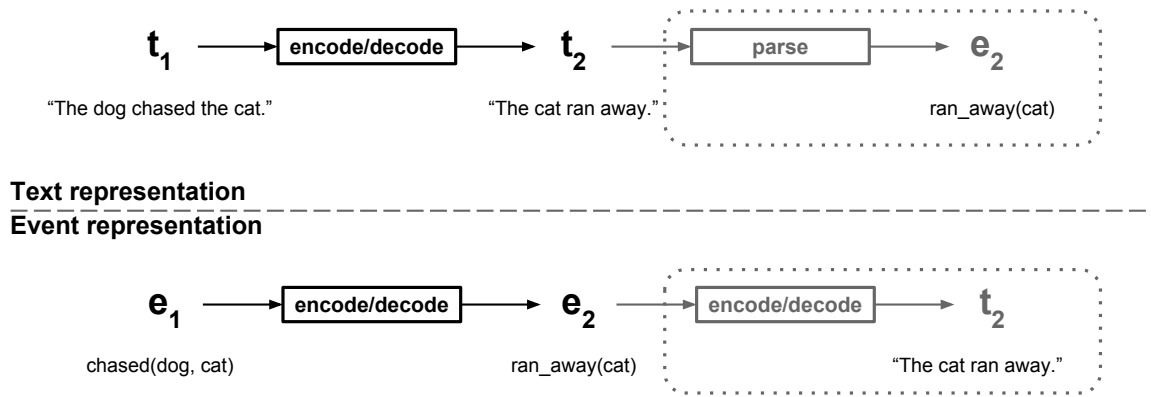 t1 encode/decode t2 parse e2
“The dog chased the cat.” “The cat ran away.” ran_away(cat)
Text representation
Event representation
e1 encode/decode e2 encode/decode t2
chased(dog, cat) ran_away(cat) “The cat ran away.”